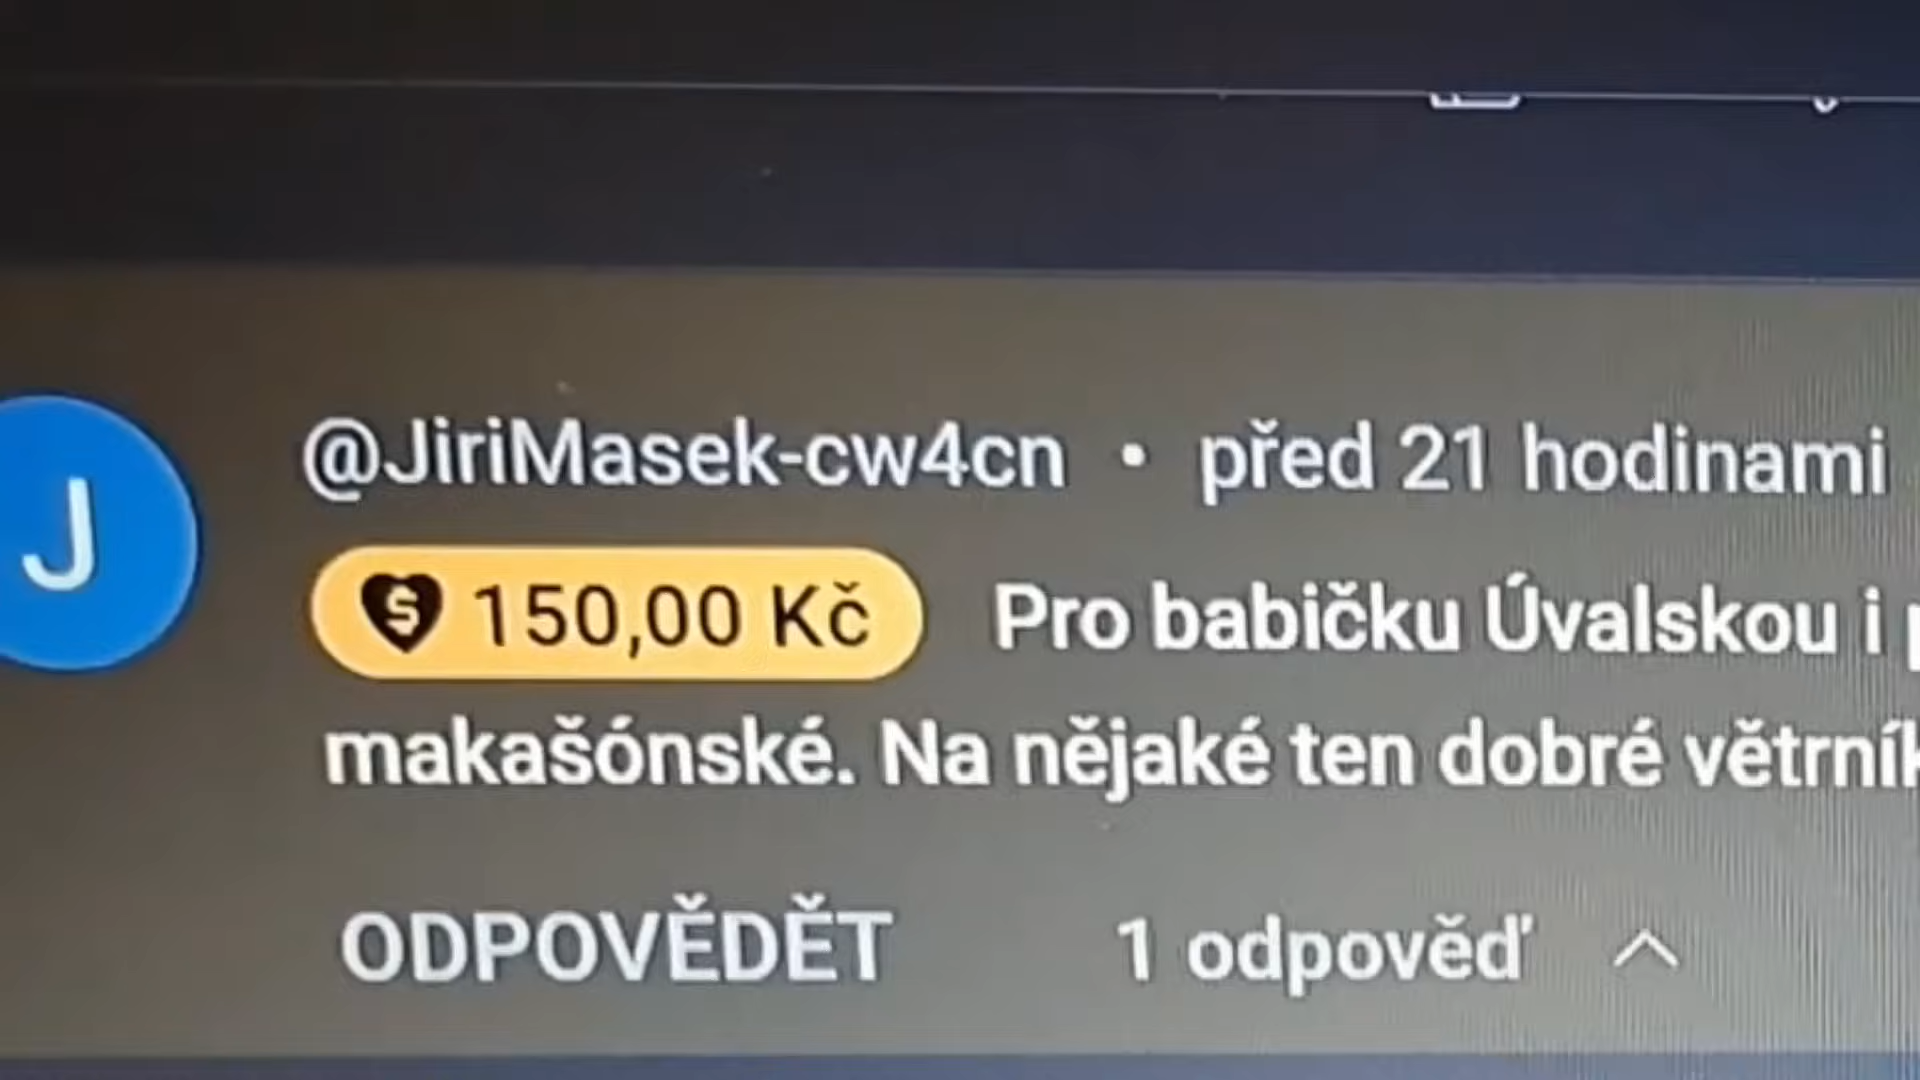 J
@JiriMasek-cw4cn • před 21 hodinami
$ 150,00 Kč Pro babičku Úvalskou i
makašónské. Na nějaké ten dobré větrník
ODPOVĚDĚT 1 odpověď